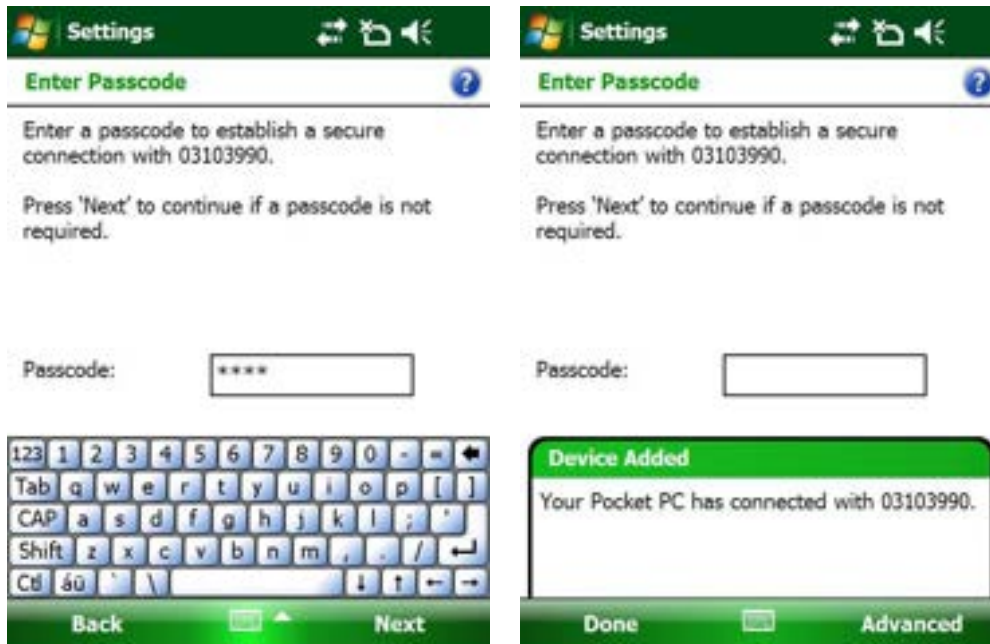 Settings
Enter Passcode
Enter a passcode to establish a secure
connection with 03103990.
Press 'Next' to continue if a passcode is not
required.
Passcode: ****
123 1 2 3 4 5 6 7 8 9 0 - =
Tab q w e r t y u i o p [ ]
CAP a s d f g h j k l ; '
Shift z x c v b n m , . /
Ctl áü ` \
Back Next
Settings
Enter Passcode
Enter a passcode to establish a secure
connection with 03103990.
Press 'Next' to continue if a passcode is not
required.
Passcode:
Device Added
Your Pocket PC has connected with 03103990.
Done Advanced